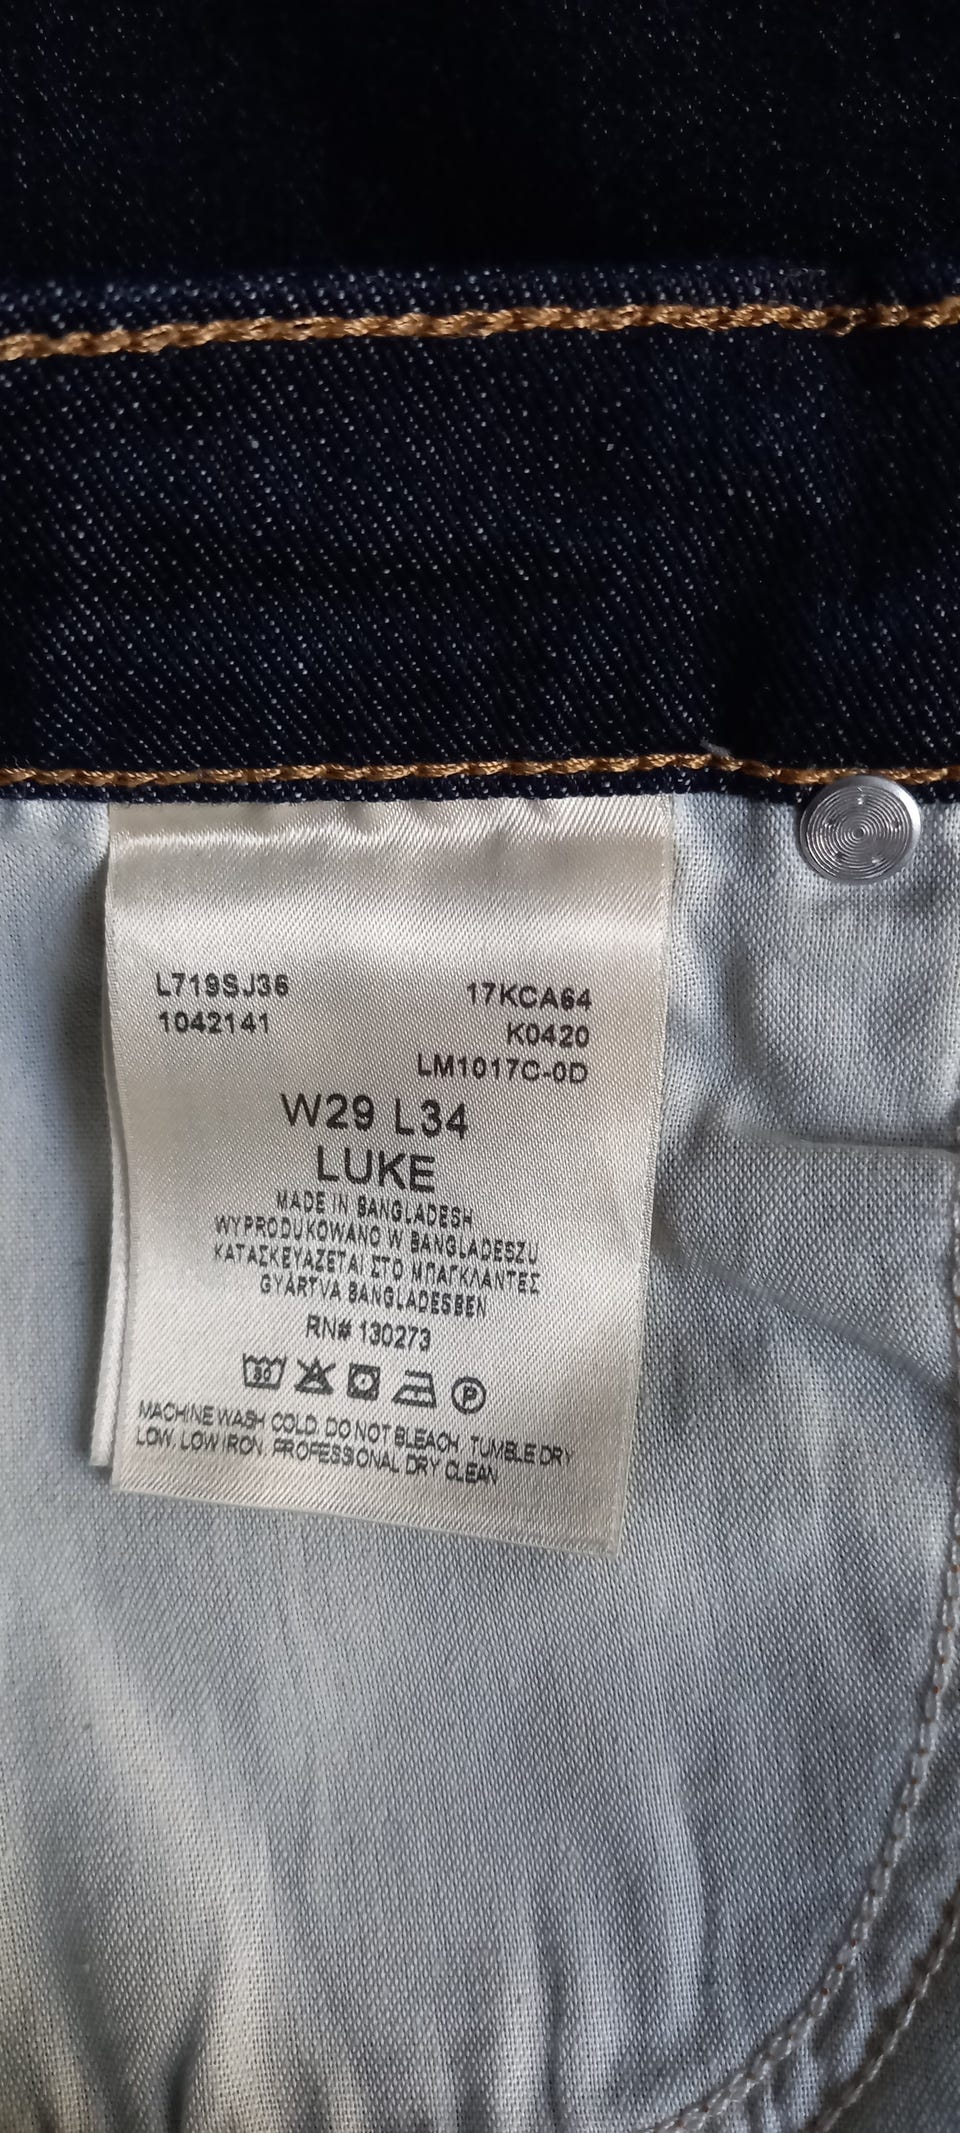 L719SJ36
1042141
17KCA64
K0420
LM1017C-0D
W29 L34
LUKE
MADE IN BANGLADESH
WYPRODUKOWANO W BANGLADESZU
ΚΑΤΑΣΚΕΥΑΖΕΤΑΙ ΣΤΟ ΜΠΑΓΚΛΑΝΤΕΣ
GYÁRTVA BANGLADESBEN
RN# 130273
30 P
MACHINE WASH COLD. DO NOT BLEACH. TUMBLE DRY
LOW. LOW IRON. PROFESSIONAL DRY CLEAN